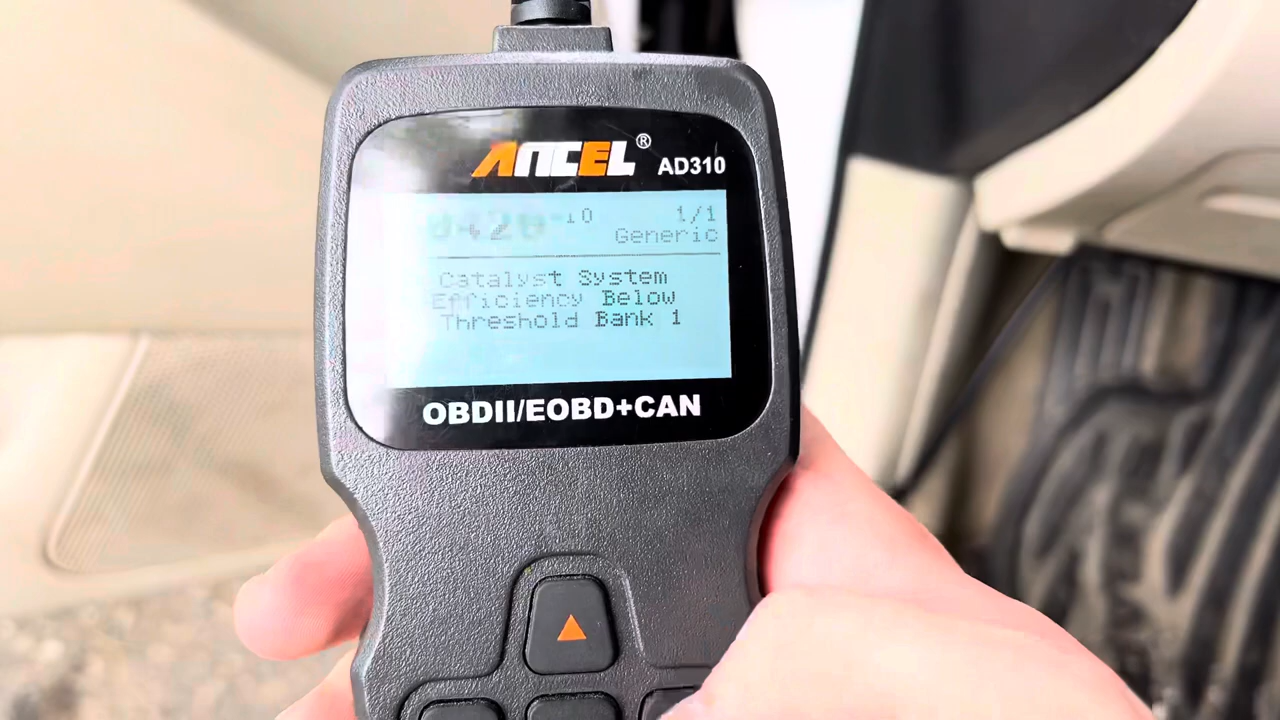 ANCEL®
AD310
1/1
Generic
Catalyst System
Efficiency Below
Threshold Bank 1
OBDII/EOBD+CAN